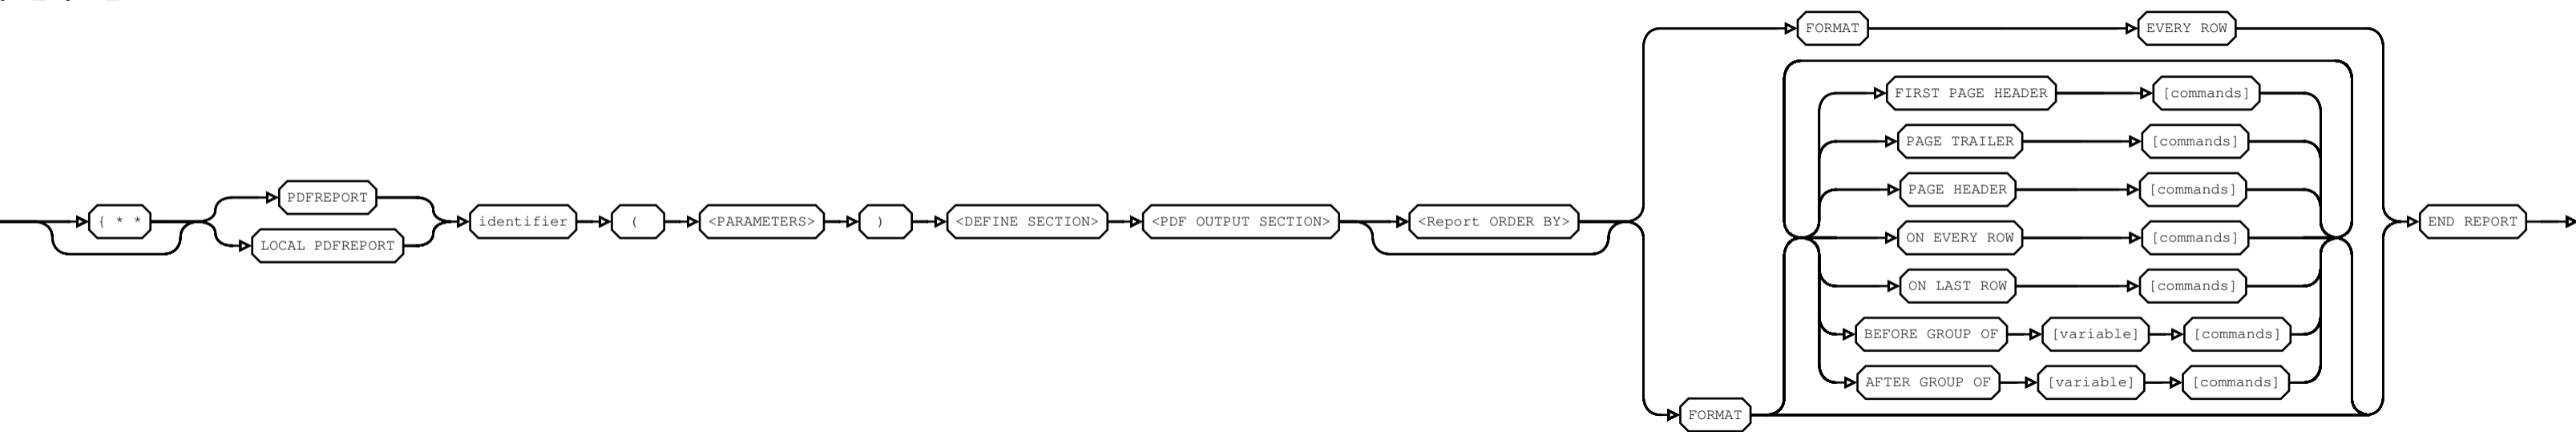 FORMAT EVERY ROW
FIRST PAGE HEADER [commands]
PAGE TRAILER [commands]
PDFREPORT
PAGE HEADER [commands]
{ * * identifier ( <PARAMETERS> ) <DEFINE SECTION> <PDF OUTPUT SECTION> <Report ORDER BY> END REPORT
LOCAL PDFREPORT
ON EVERY ROW [commands]
ON LAST ROW [commands]
BEFORE GROUP OF [variable] [commands]
AFTER GROUP OF [variable] [commands]
FORMAT